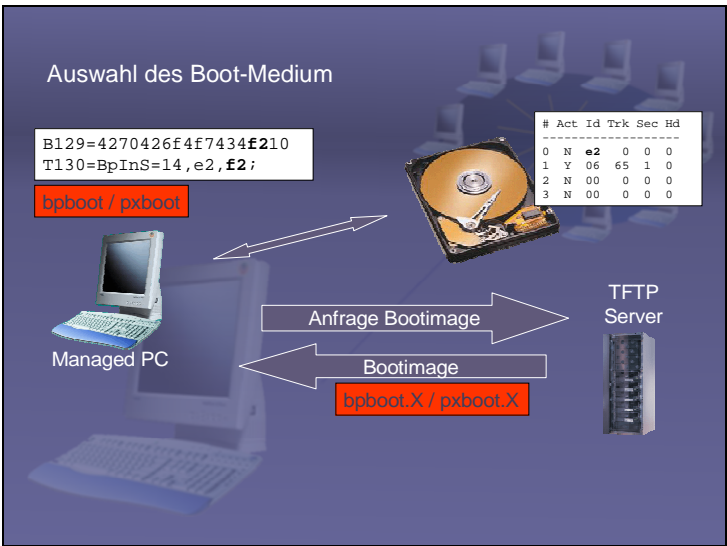 Auswahl des Boot-Medium
B129=4270426f4f7434f210
T130=BpInS=14,e2,f2;
bpboot / pxboot
# Act Id Trk Sec Hd
-------------------
0 N e2 0 0 0
1 Y 06 65 1 0
2 N 00 0 0 0
3 N 00 0 0 0
Managed PC
Anfrage Bootimage
TFTP
Server
Bootimage
bpboot.X / pxboot.X